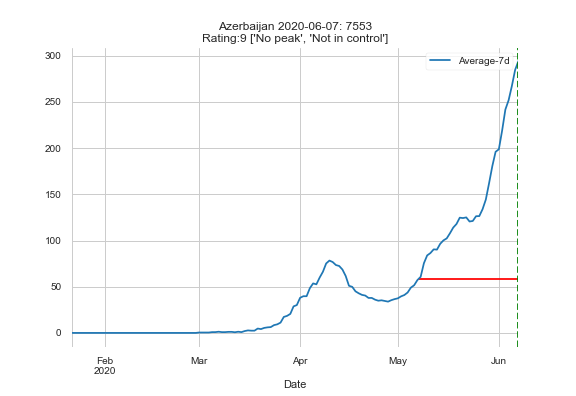 Azerbaijan 2020-06-07: 7553
Rating:9 ['No peak', 'Not in control']
Average-7d
300
250
200
150
100
50
0
Feb
2020
Mar
Apr
May
Jun
Date